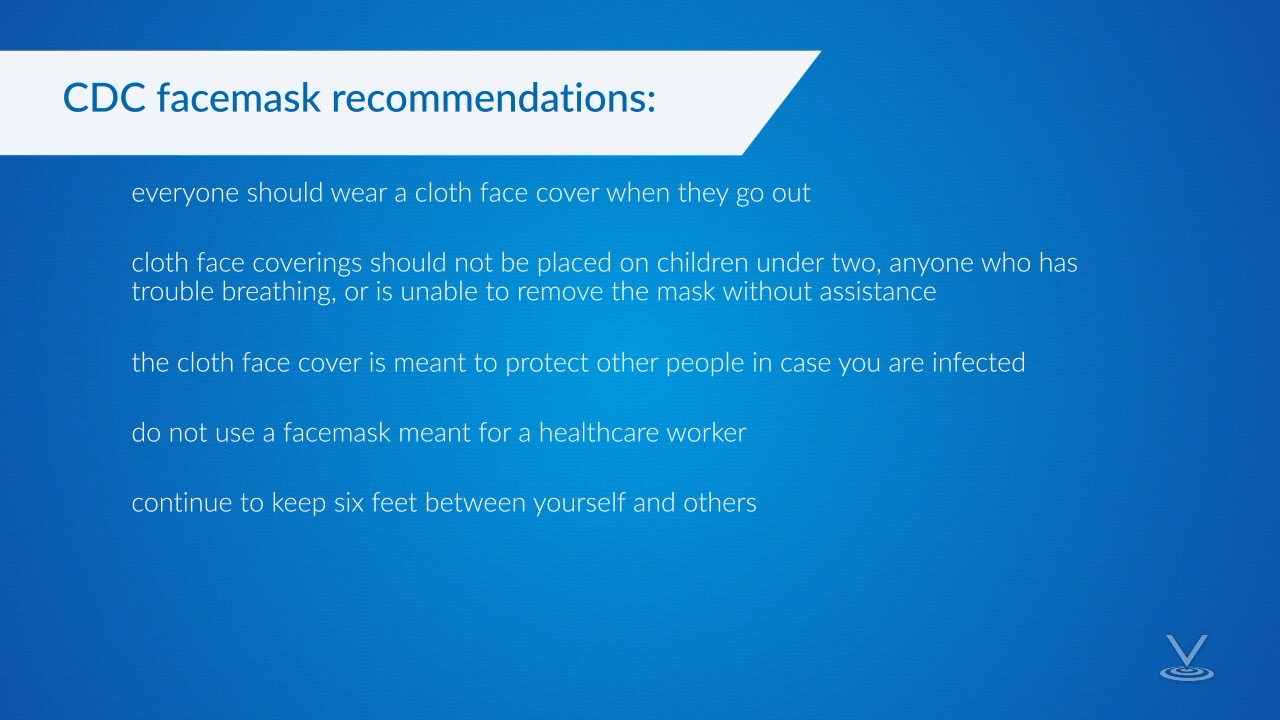 CDC facemask recommendations:
everyone should wear a cloth face cover when they go out
cloth face coverings should not be placed on children under two, anyone who has
trouble breathing, or is unable to remove the mask without assistance
the cloth face cover is meant to protect other people in case you are infected
do not use a facemask meant for a healthcare worker
continue to keep six feet between yourself and others
V